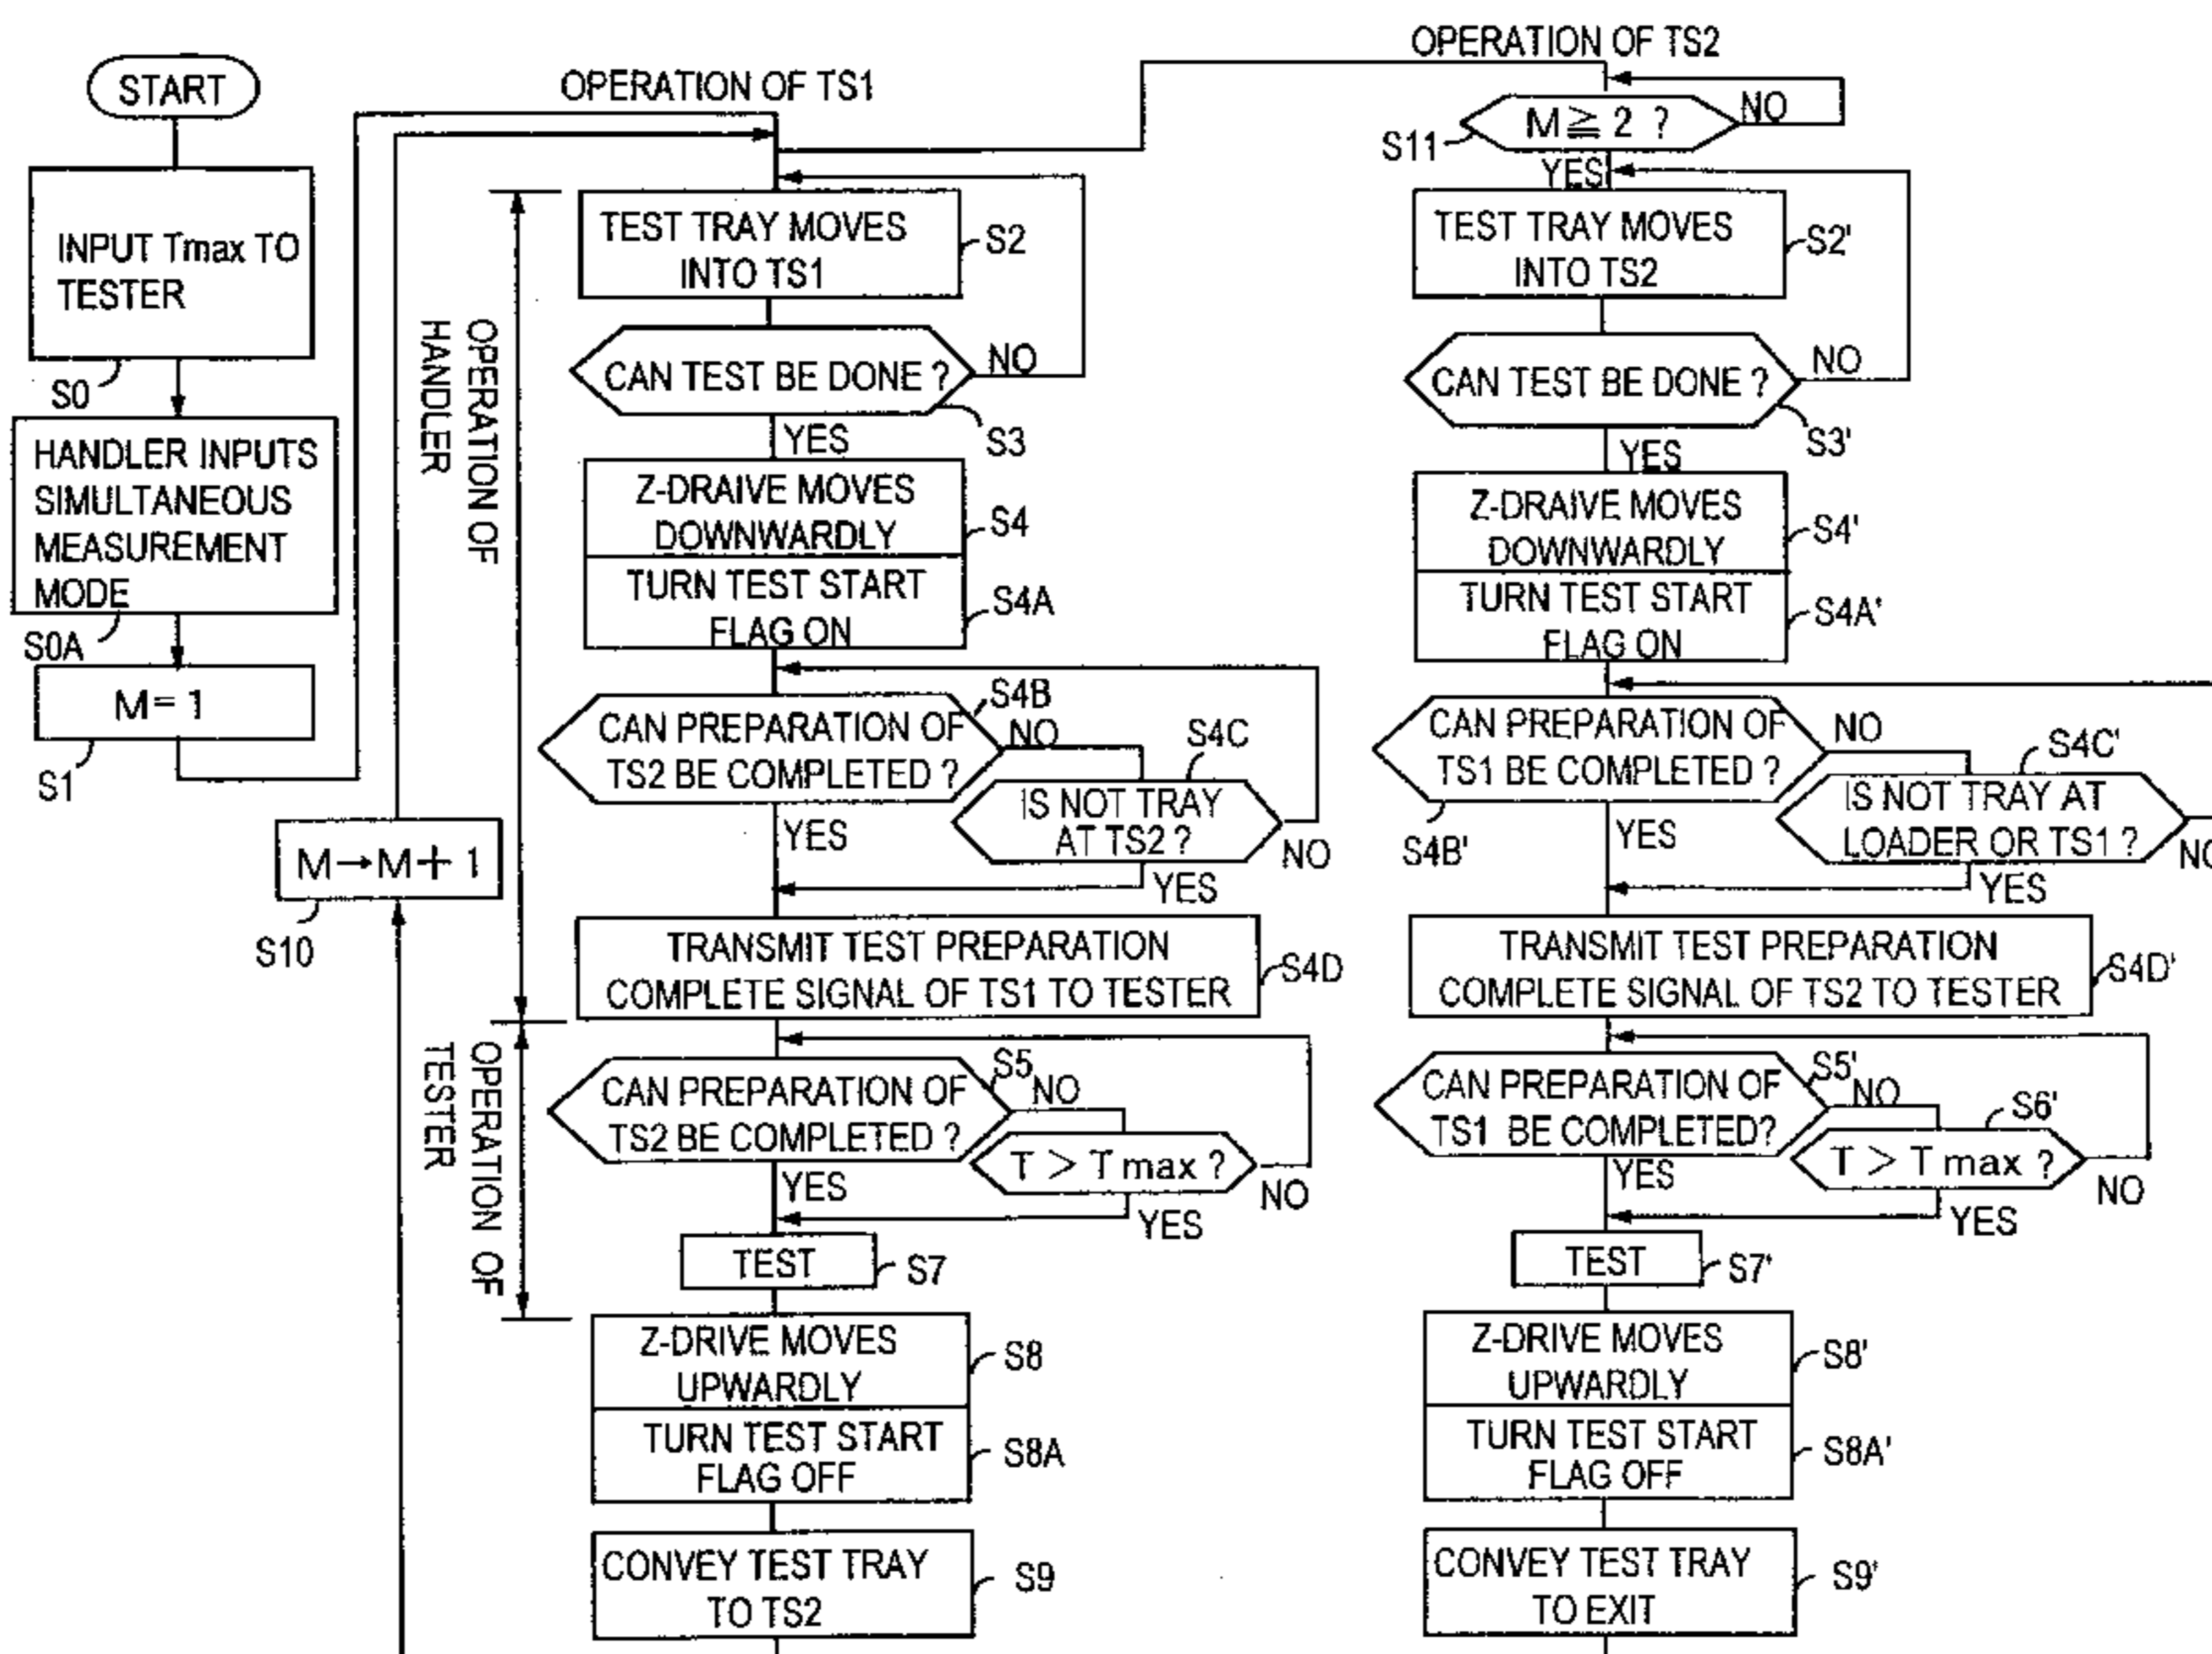 START
INPUT Tmax TO
TESTER
S0
HANDLER INPUTS
SIMULTANEOUS
MEASUREMENT
MODE
S0A
M=1
S1
M→M+1
S10
OPERATION OF
HANDLER
OPERATION OF
TESTER
OPERATION OF TS1
TEST TRAY MOVES
INTO TS1
S2
CAN TEST BE DONE ?
NO
S3
YES
Z-DRAIVE MOVES
DOWNWARDLY
S4
TURN TEST START
FLAG ON
S4A
CAN PREPARATION OF
TS2 BE COMPLETED ?
S4B
NO
S4C
IS NOT TRAY
AT TS2 ?
NO
YES
YES
TRANSMIT TEST PREPARATION
COMPLETE SIGNAL OF TS1 TO TESTER
S4D
CAN PREPARATION OF
TS2 BE COMPLETED ?
S5
NO
T > T max ?
NO
YES
YES
TEST
S7
Z-DRIVE MOVES
UPWARDLY
S8
TURN TEST START
FLAG OFF
S8A
CONVEY TEST TRAY
TO TS2
S9
OPERATION OF TS2
M ≧ 2 ?
NO
S11
YES
TEST TRAY MOVES
INTO TS2
S2'
CAN TEST BE DONE ?
NO
S3'
YES
Z-DRAIVE MOVES
DOWNWARDLY
S4'
TURN TEST START
FLAG ON
S4A'
CAN PREPARATION OF
TS1 BE COMPLETED ?
NO
S4B'
S4C'
IS NOT TRAY AT
LOADER OR TS1 ?
NO
YES
YES
TRANSMIT TEST PREPARATION
COMPLETE SIGNAL OF TS2 TO TESTER
S4D'
CAN PREPARATION OF
TS1 BE COMPLETED?
S5'
NO
S6'
T > T max ?
NO
YES
YES
TEST
S7'
Z-DRIVE MOVES
UPWARDLY
S8'
TURN TEST START
FLAG OFF
S8A'
CONVEY TEST TRAY
TO EXIT
S9'